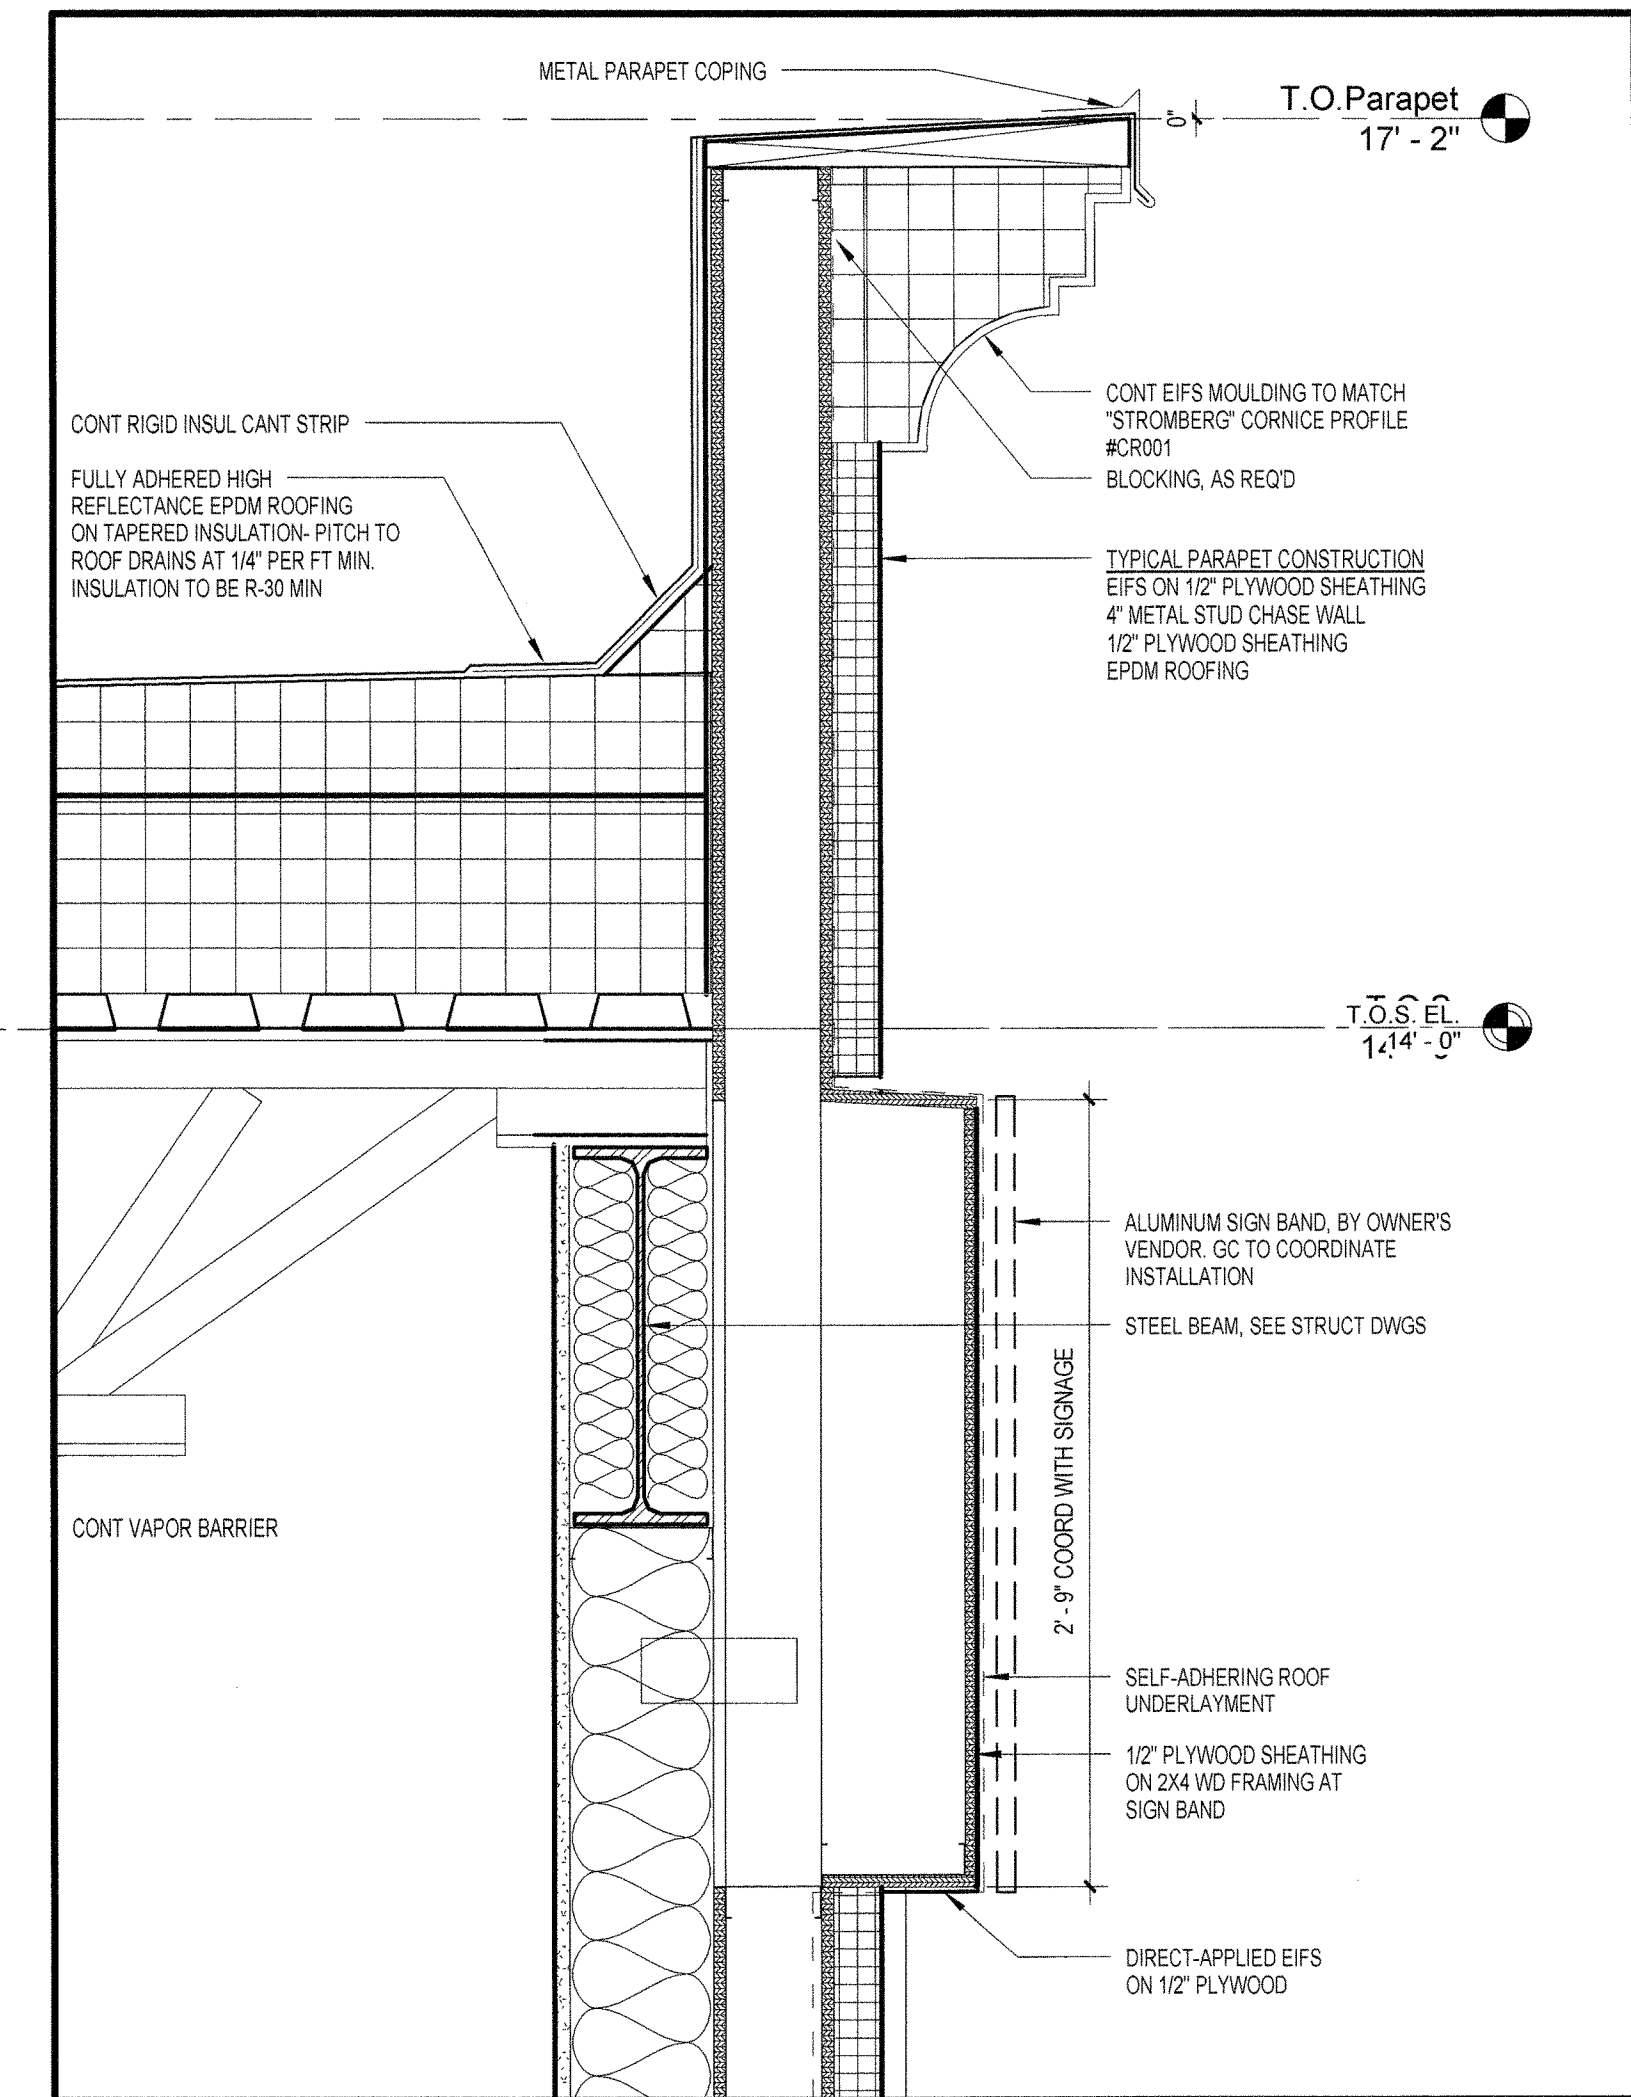 METAL PARAPET COPING
T.O.Parapet
17' - 2"
0"
CONT RIGID INSUL CANT STRIP
FULLY ADHERED HIGH
REFLECTANCE EPDM ROOFING
ON TAPERED INSULATION- PITCH TO
ROOF DRAINS AT 1/4" PER FT MIN.
INSULATION TO BE R-30 MIN
CONT EIFS MOULDING TO MATCH
"STROMBERG" CORNICE PROFILE
#CR001
BLOCKING, AS REQ'D
TYPICAL PARAPET CONSTRUCTION
EIFS ON 1/2" PLYWOOD SHEATHING
4" METAL STUD CHASE WALL
1/2" PLYWOOD SHEATHING
EPDM ROOFING
T.O.S. EL.
14' - 0"
ALUMINUM SIGN BAND, BY OWNER'S
VENDOR. GC TO COORDINATE
INSTALLATION
STEEL BEAM, SEE STRUCT DWGS
2' - 9" COORD WITH SIGNAGE
CONT VAPOR BARRIER
SELF-ADHERING ROOF
UNDERLAYMENT
1/2" PLYWOOD SHEATHING
ON 2X4 WD FRAMING AT
SIGN BAND
DIRECT-APPLIED EIFS
ON 1/2" PLYWOOD